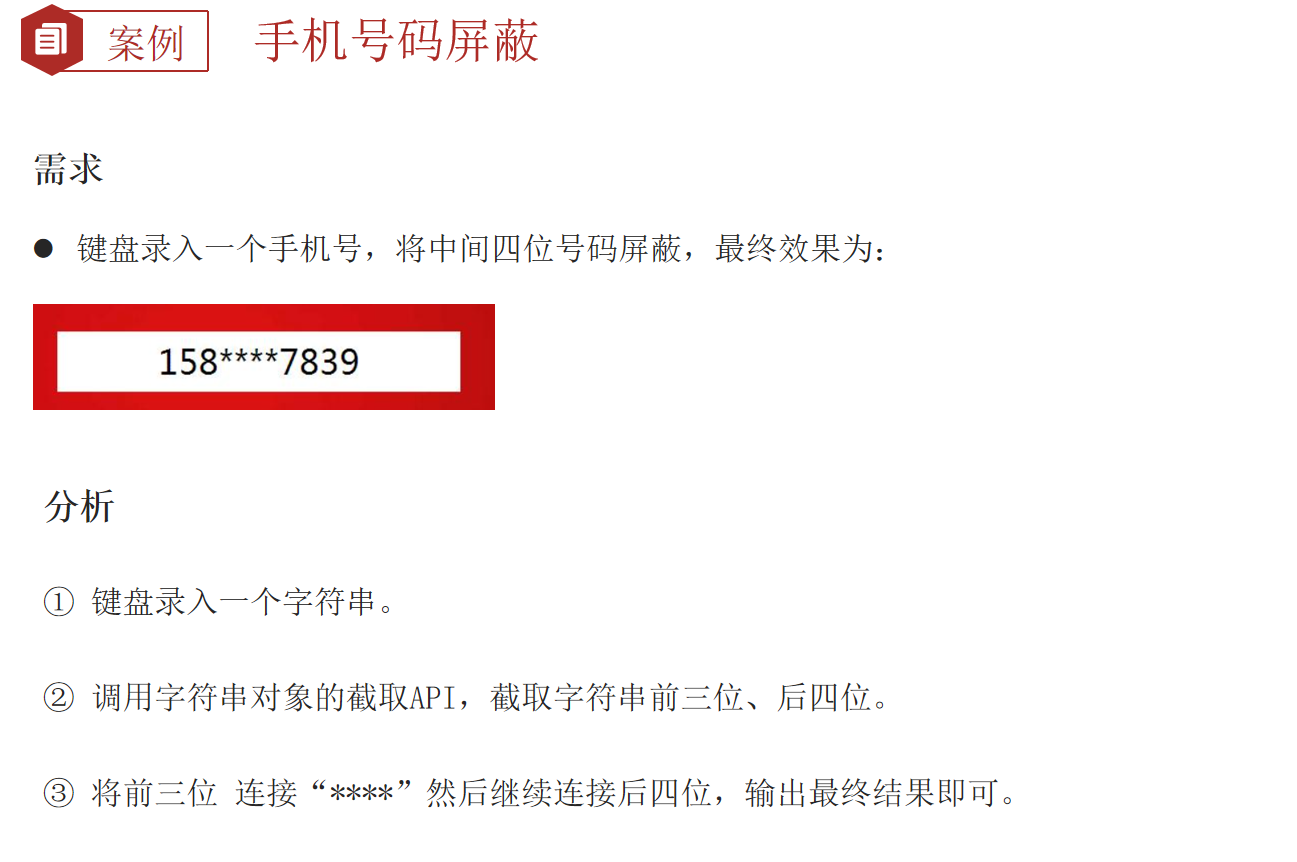 案例 手机号码屏蔽
需求
● 键盘录入一个手机号，将中间四位号码屏蔽，最终效果为：
158****7839
分析
① 键盘录入一个字符串。
② 调用字符串对象的截取API，截取字符串前三位、后四位。
③ 将前三位 连接“****”然后继续连接后四位，输出最终结果即可。